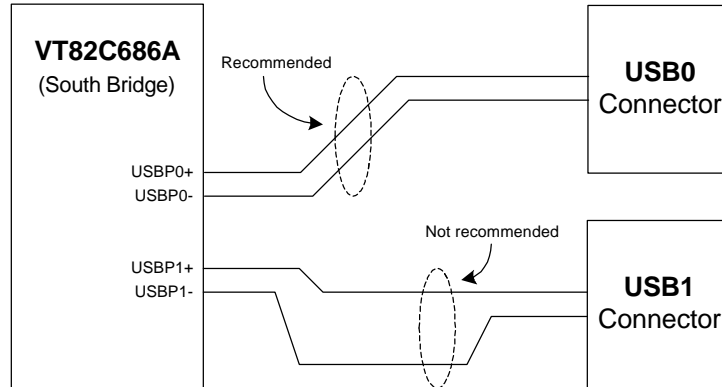 VT82C686A
(South Bridge)
Recommended
USB0
Connector
USBP0+
USBP0-
Not recommended
USBP1+
USBP1-
USB1
Connector